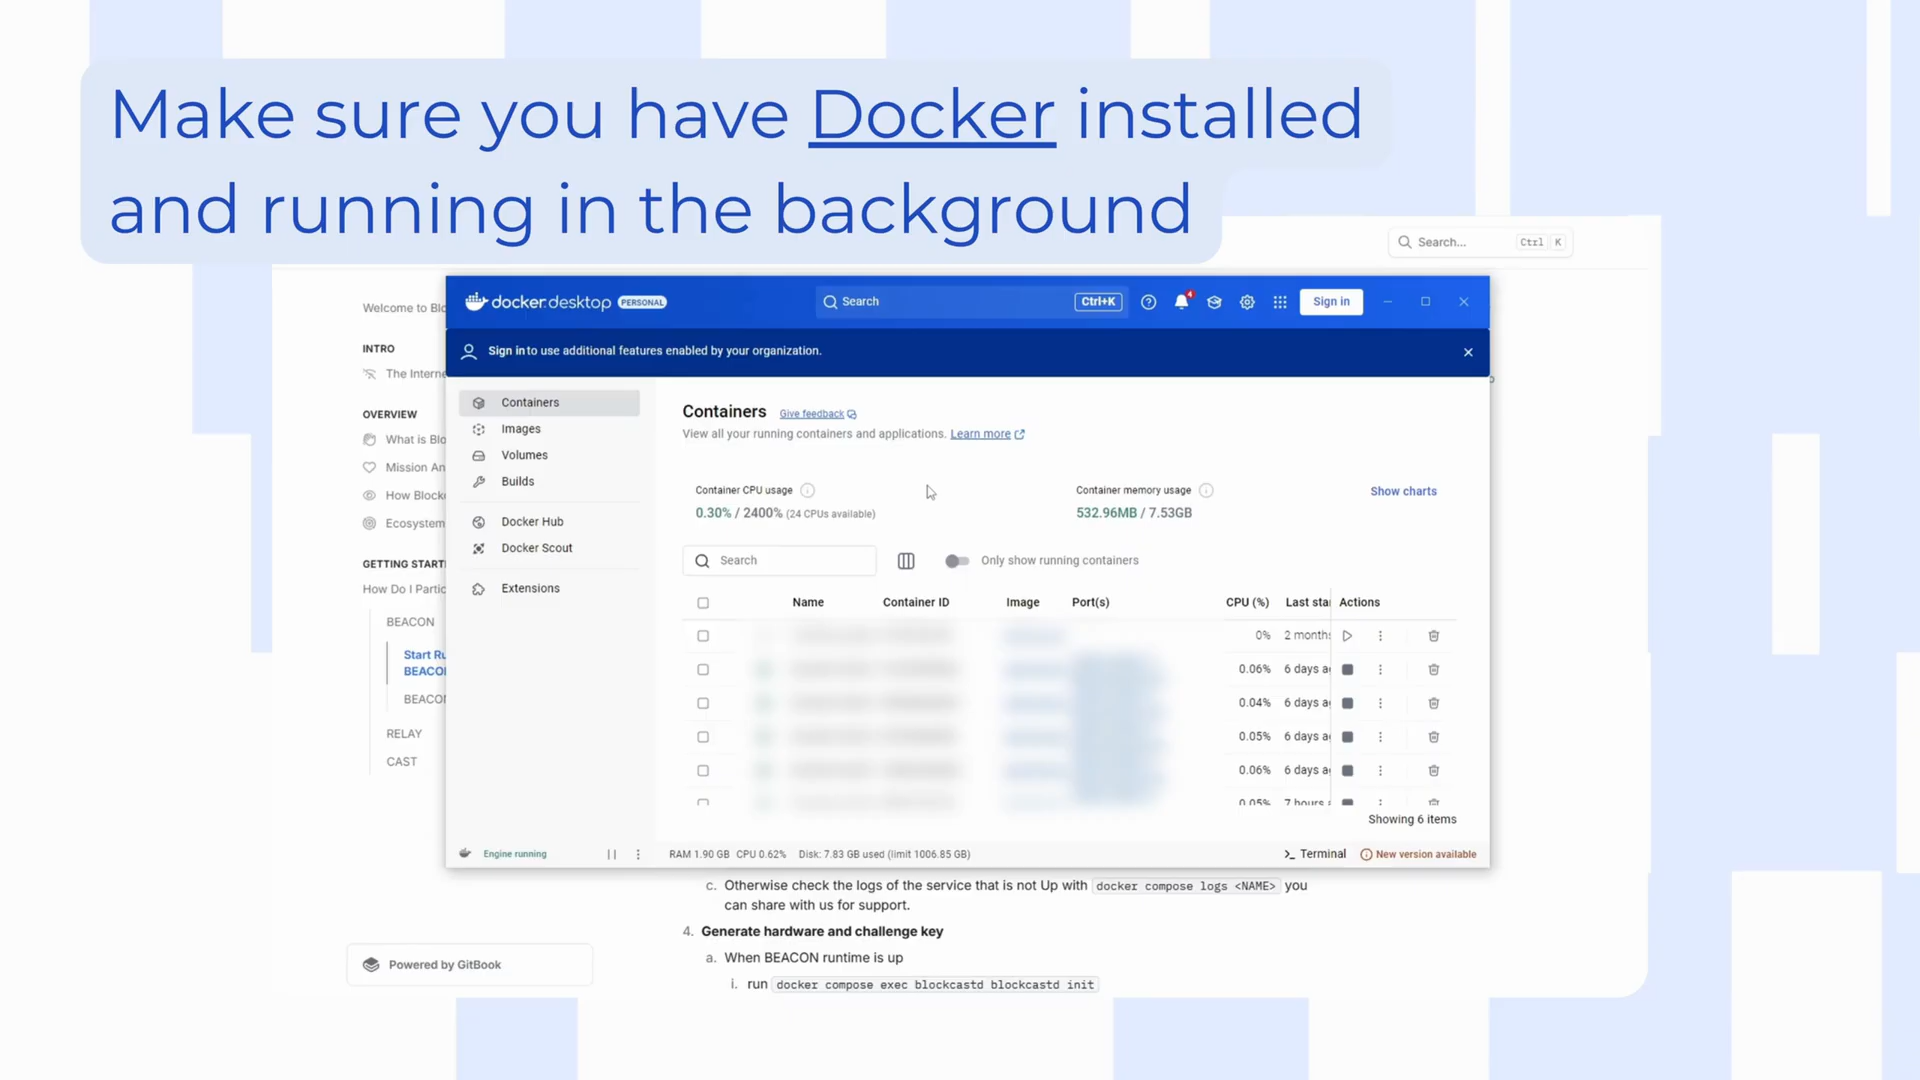 Make sure you have Docker installed
and running in the background
Search... Ctrl K
Welcome to Blo
INTRO
The Interne
OVERVIEW
What is Blo
Mission An
How Blocke
Ecosystem
GETTING START
How Do I Partic
BEACON
Start Ru
BEACO
BEACON
RELAY
CAST
Powered by GitBook
docker.desktop PERSONAL
Search Ctrl+K
4
Sign in
Sign in to use additional features enabled by your organization.
Containers
Images
Volumes
Builds
Docker Hub
Docker Scout
Extensions
Containers Give feedback
View all your running containers and applications. Learn more
Container CPU usage
0.30% / 2400% (24 CPUs available)
Container memory usage
532.96MB / 7.53GB
Show charts
Search
Only show running containers
Name Container ID Image Port(s) CPU (%) Last sta Actions
0% 2 months
0.06% 6 days a
0.04% 6 days a
0.05% 6 days a
0.06% 6 days a
0.05% 7 hours
Showing 6 items
Engine running
RAM 1.90 GB CPU 0.62% Disk: 7.83 GB used (limit 1006.85 GB)
Terminal
New version available
c. Otherwise check the logs of the service that is not Up with docker compose logs <NAME> you
can share with us for support.
4. Generate hardware and challenge key
a. When BEACON runtime is up
i. run docker compose exec blockcastd blockcastd init